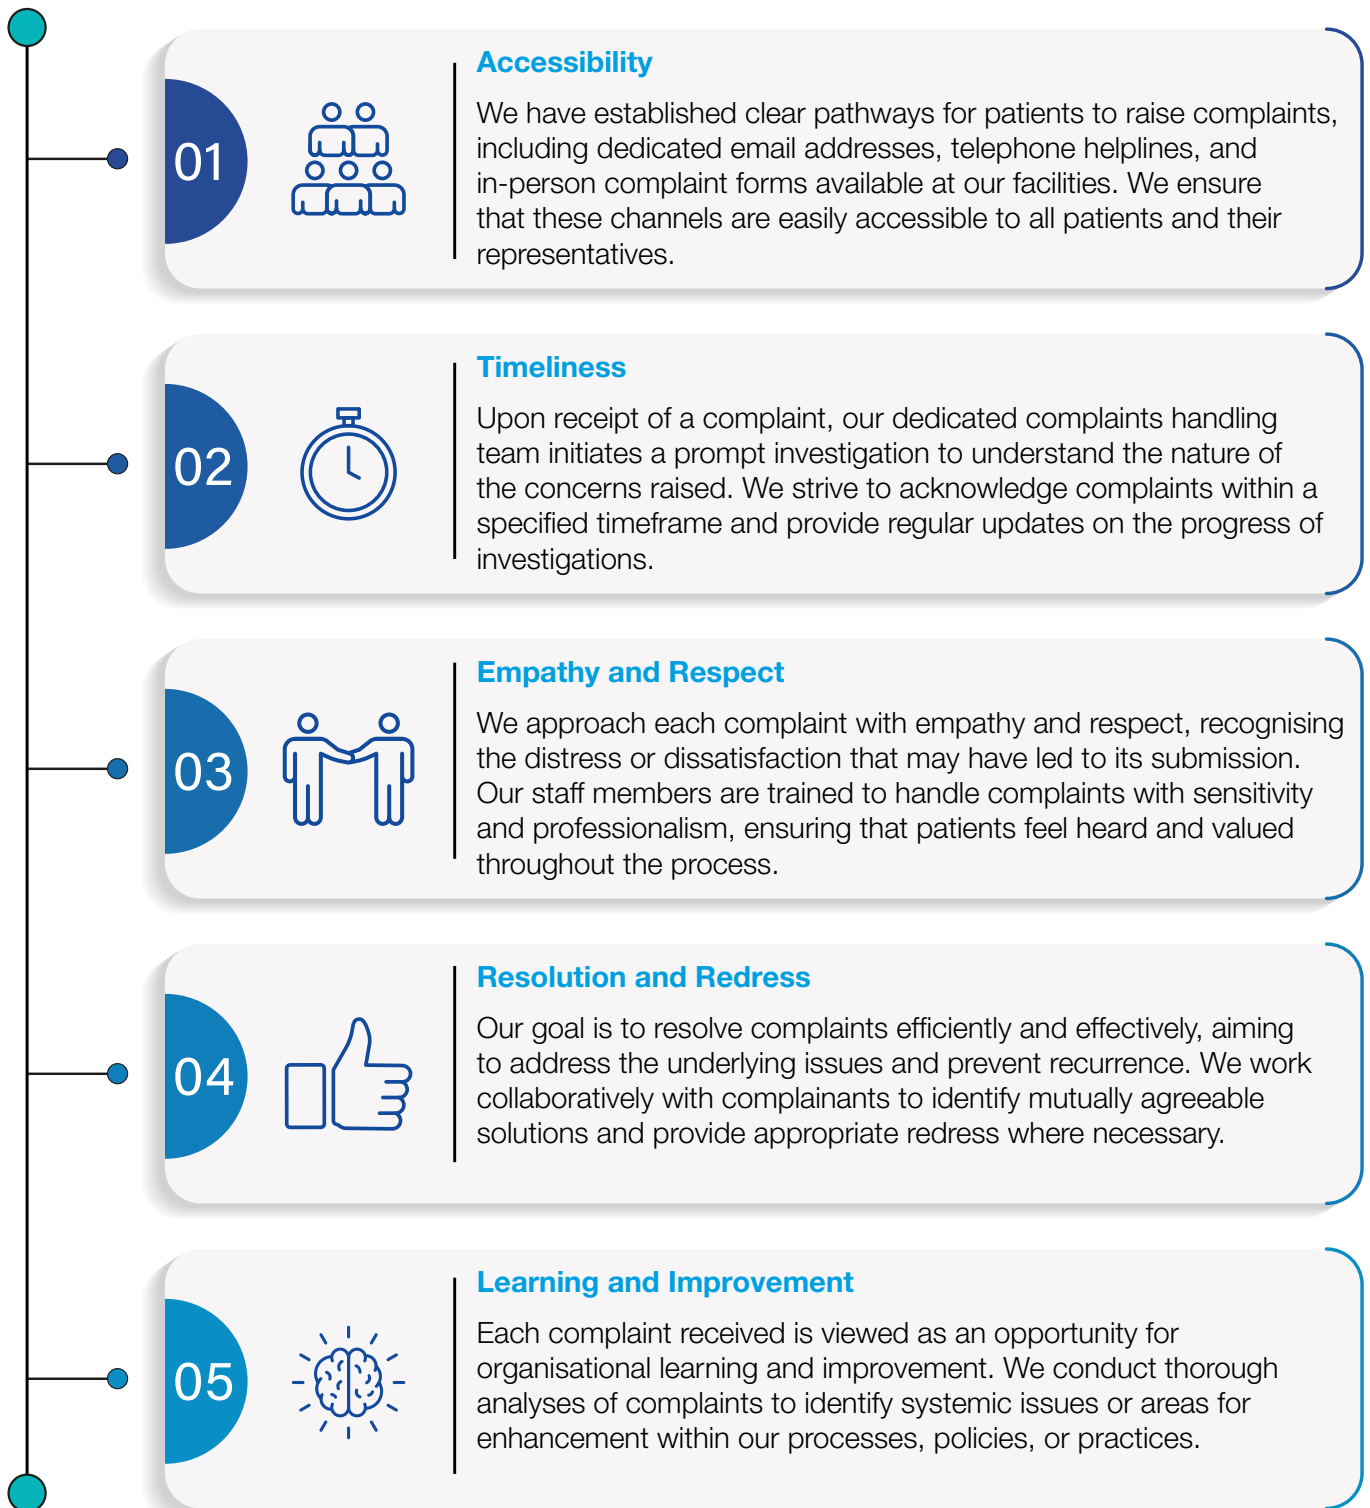 01
Accessibility
We have established clear pathways for patients to raise complaints,
including dedicated email addresses, telephone helplines, and
in-person complaint forms available at our facilities. We ensure
that these channels are easily accessible to all patients and their
representatives.
02
Timeliness
Upon receipt of a complaint, our dedicated complaints handling
team initiates a prompt investigation to understand the nature of
the concerns raised. We strive to acknowledge complaints within a
specified timeframe and provide regular updates on the progress of
investigations.
03
Empathy and Respect
We approach each complaint with empathy and respect, recognising
the distress or dissatisfaction that may have led to its submission.
Our staff members are trained to handle complaints with sensitivity
and professionalism, ensuring that patients feel heard and valued
throughout the process.
04
Resolution and Redress
Our goal is to resolve complaints efficiently and effectively, aiming
to address the underlying issues and prevent recurrence. We work
collaboratively with complainants to identify mutually agreeable
solutions and provide appropriate redress where necessary.
05
Learning and Improvement
Each complaint received is viewed as an opportunity for
organisational learning and improvement. We conduct thorough
analyses of complaints to identify systemic issues or areas for
enhancement within our processes, policies, or practices.